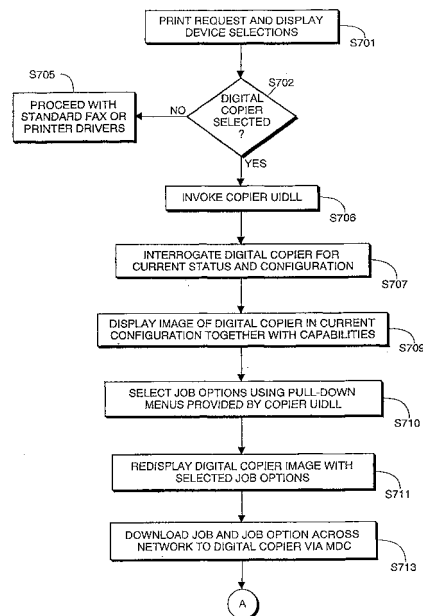 PRINT REQUEST AND DISPLAY
DEVICE SELECTIONS
S701
S705
S702
PROCEED WITH
STANDARD FAX OR
PRINTER DRIVERS
NO
DIGITAL
COPIER
SELECTED
?
YES
INVOKE COPIER UIDLL
S706
INTERROGATE DIGITAL COPIER FOR
CURRENT STATUS AND CONFIGURATION
S707
DISPLAY IMAGE OF DIGITAL COPIER IN CURRENT
CONFIGURATION TOGETHER WITH CAPABILITIES
S709
SELECT JOB OPTIONS USING PULL-DOWN
MENUS PROVIDED BY COPIER UIDLL
S710
REDISPLAY DIGITAL COPIER IMAGE WITH
SELECTED JOB OPTIONS
S711
DOWNLOAD JOB AND JOB OPTION ACROSS
NETWORK TO DIGITAL COPIER VIA MDC
S713
A